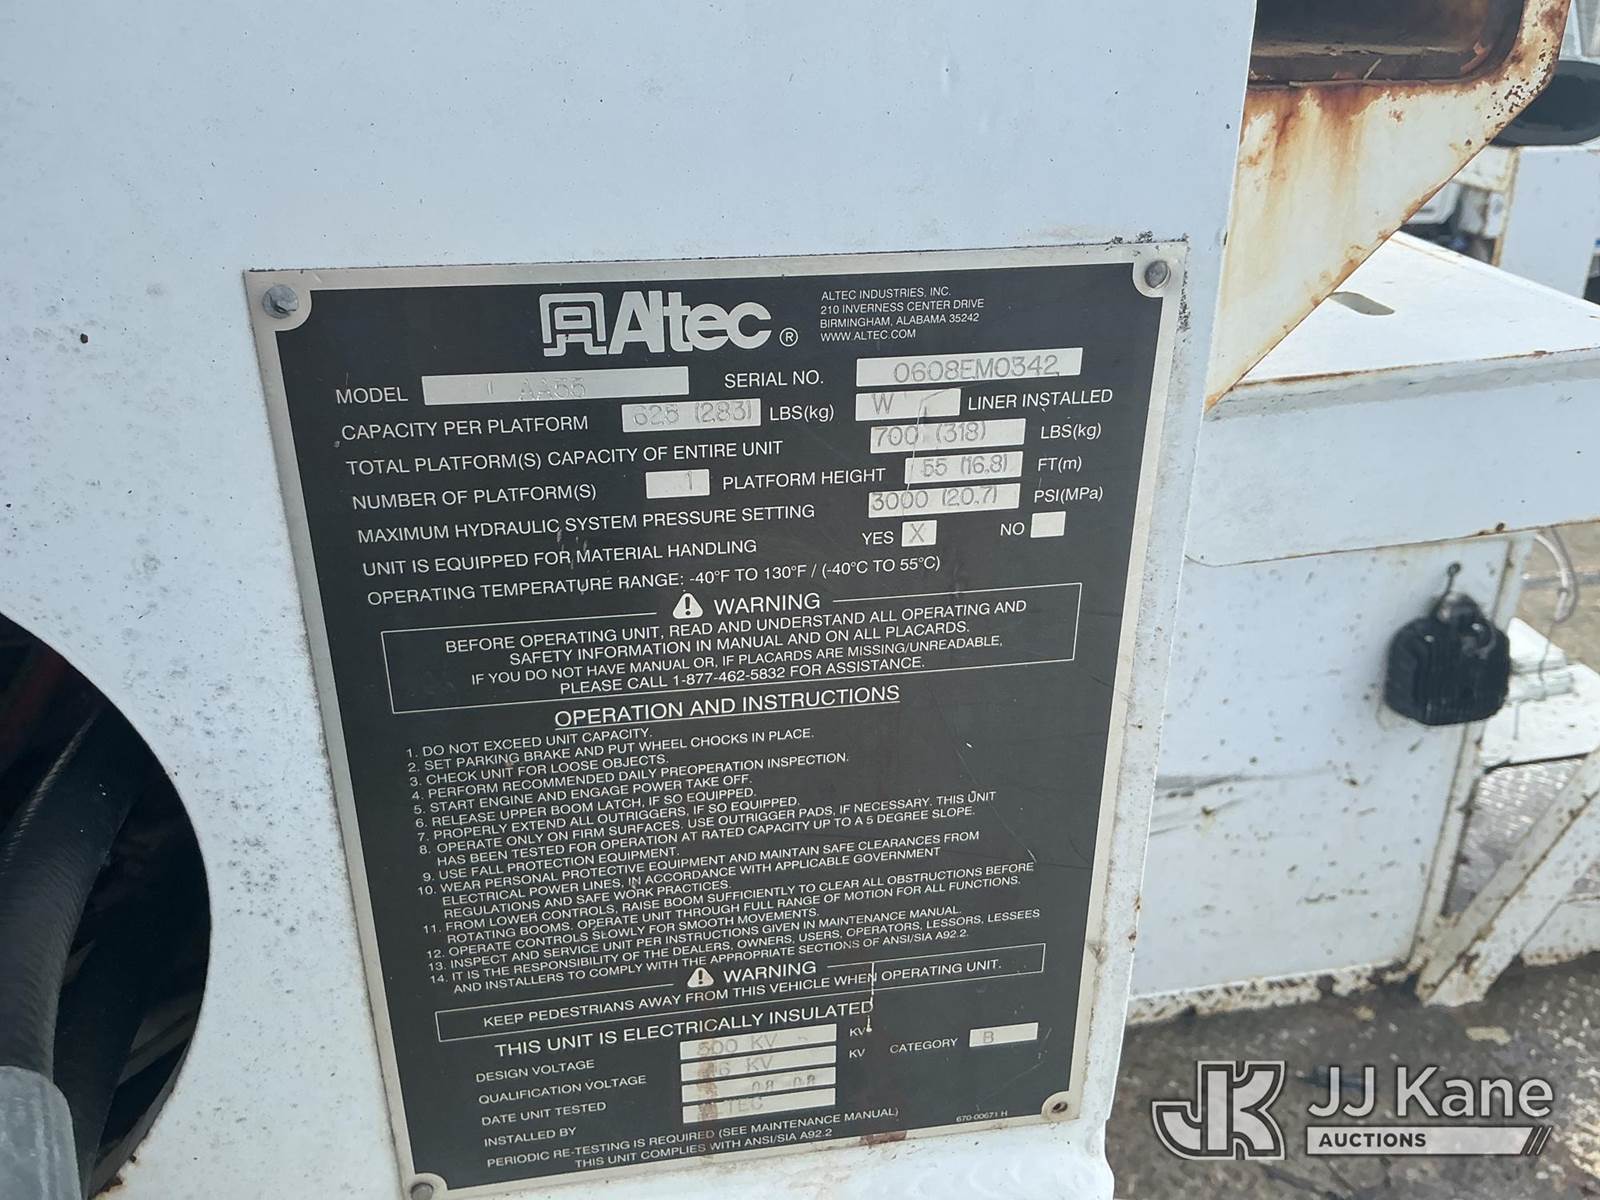 Altec ®
ALTEC INDUSTRIES, INC.
210 INVERNESS CENTER DRIVE
BIRMINGHAM, ALABAMA 35242
WWW.ALTEC.COM
MODEL AA55 SERIAL NO. 0608EM0342
CAPACITY PER PLATFORM 625 (283) LBS(kg) W LINER INSTALLED
TOTAL PLATFORM(S) CAPACITY OF ENTIRE UNIT 700 (318) LBS(kg)
NUMBER OF PLATFORM(S) 1 PLATFORM HEIGHT 55 (16.8) FT(m)
MAXIMUM HYDRAULIC SYSTEM PRESSURE SETTING 3000 (20.7) PSI(MPa)
UNIT IS EQUIPPED FOR MATERIAL HANDLING YES X NO
OPERATING TEMPERATURE RANGE: -40°F TO 130°F / (-40°C TO 55°C)
WARNING
BEFORE OPERATING UNIT, READ AND UNDERSTAND ALL OPERATING AND
SAFETY INFORMATION IN MANUAL AND ON ALL PLACARDS.
IF YOU DO NOT HAVE MANUAL OR, IF PLACARDS ARE MISSING/UNREADABLE,
PLEASE CALL 1-877-462-5832 FOR ASSISTANCE.
OPERATION AND INSTRUCTIONS
1. DO NOT EXCEED UNIT CAPACITY.
2. SET PARKING BRAKE AND PUT WHEEL CHOCKS IN PLACE.
3. CHECK UNIT FOR LOOSE OBJECTS.
4. PERFORM RECOMMENDED DAILY PREOPERATION INSPECTION.
5. START ENGINE AND ENGAGE POWER TAKE OFF.
6. RELEASE UPPER BOOM LATCH, IF SO EQUIPPED.
7. PROPERLY EXTEND ALL OUTRIGGERS, IF SO EQUIPPED.
8. OPERATE ONLY ON FIRM SURFACES. USE OUTRIGGER PADS, IF NECESSARY. THIS UNIT
HAS BEEN TESTED FOR OPERATION AT RATED CAPACITY UP TO A 5 DEGREE SLOPE.
9. USE FALL PROTECTION EQUIPMENT.
10. WEAR PERSONAL PROTECTIVE EQUIPMENT AND MAINTAIN SAFE CLEARANCES FROM
ELECTRICAL POWER LINES, IN ACCORDANCE WITH APPLICABLE GOVERNMENT
REGULATIONS AND SAFE WORK PRACTICES.
11. FROM LOWER CONTROLS, RAISE BOOM SUFFICIENTLY TO CLEAR ALL OBSTRUCTIONS BEFORE
ROTATING BOOMS. OPERATE UNIT THROUGH FULL RANGE OF MOTION FOR ALL FUNCTIONS.
12. OPERATE CONTROLS SLOWLY FOR SMOOTH MOVEMENTS.
13. INSPECT AND SERVICE UNIT PER INSTRUCTIONS GIVEN IN MAINTENANCE MANUAL.
14. IT IS THE RESPONSIBILITY OF THE DEALERS, OWNERS, USERS, OPERATORS, LESSORS, LESSEES
AND INSTALLERS TO COMPLY WITH THE APPROPRIATE SECTIONS OF ANSI/SIA A92.2.
WARNING
KEEP PEDESTRIANS AWAY FROM THIS VEHICLE WHEN OPERATING UNIT.
THIS UNIT IS ELECTRICALLY INSULATED
DESIGN VOLTAGE 500 KV KV
QUALIFICATION VOLTAGE KV KV CATEGORY B
DATE UNIT TESTED 08 08
INSTALLED BY ALTEC
PERIODIC RE-TESTING IS REQUIRED (SEE MAINTENANCE MANUAL)
THIS UNIT COMPLIES WITH ANSI/SIA A92.2
670-00671 H
JK JJ Kane
AUCTIONS